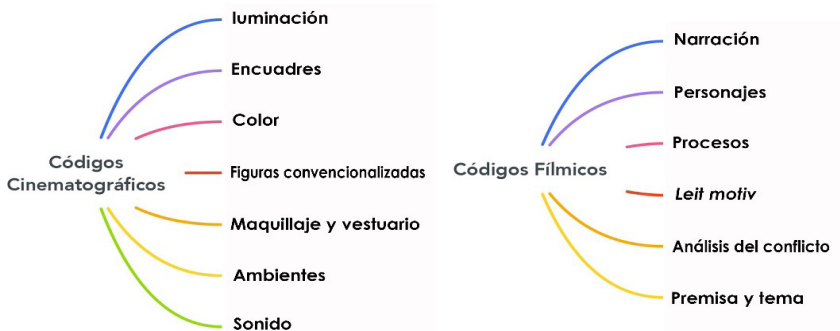 Códigos
Cinematográficos
Iluminación
Encuadres
Color
Figuras convencionalizadas
Maquillaje y vestuario
Ambientes
Sonido
Códigos Fílmicos
Narración
Personajes
Procesos
Leit motiv
Análisis del conflicto
Premisa y tema